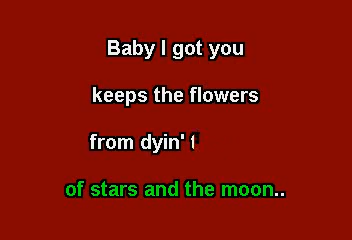 Baby I got you
keeps the flowers
from dyin'
of stars and the moon..